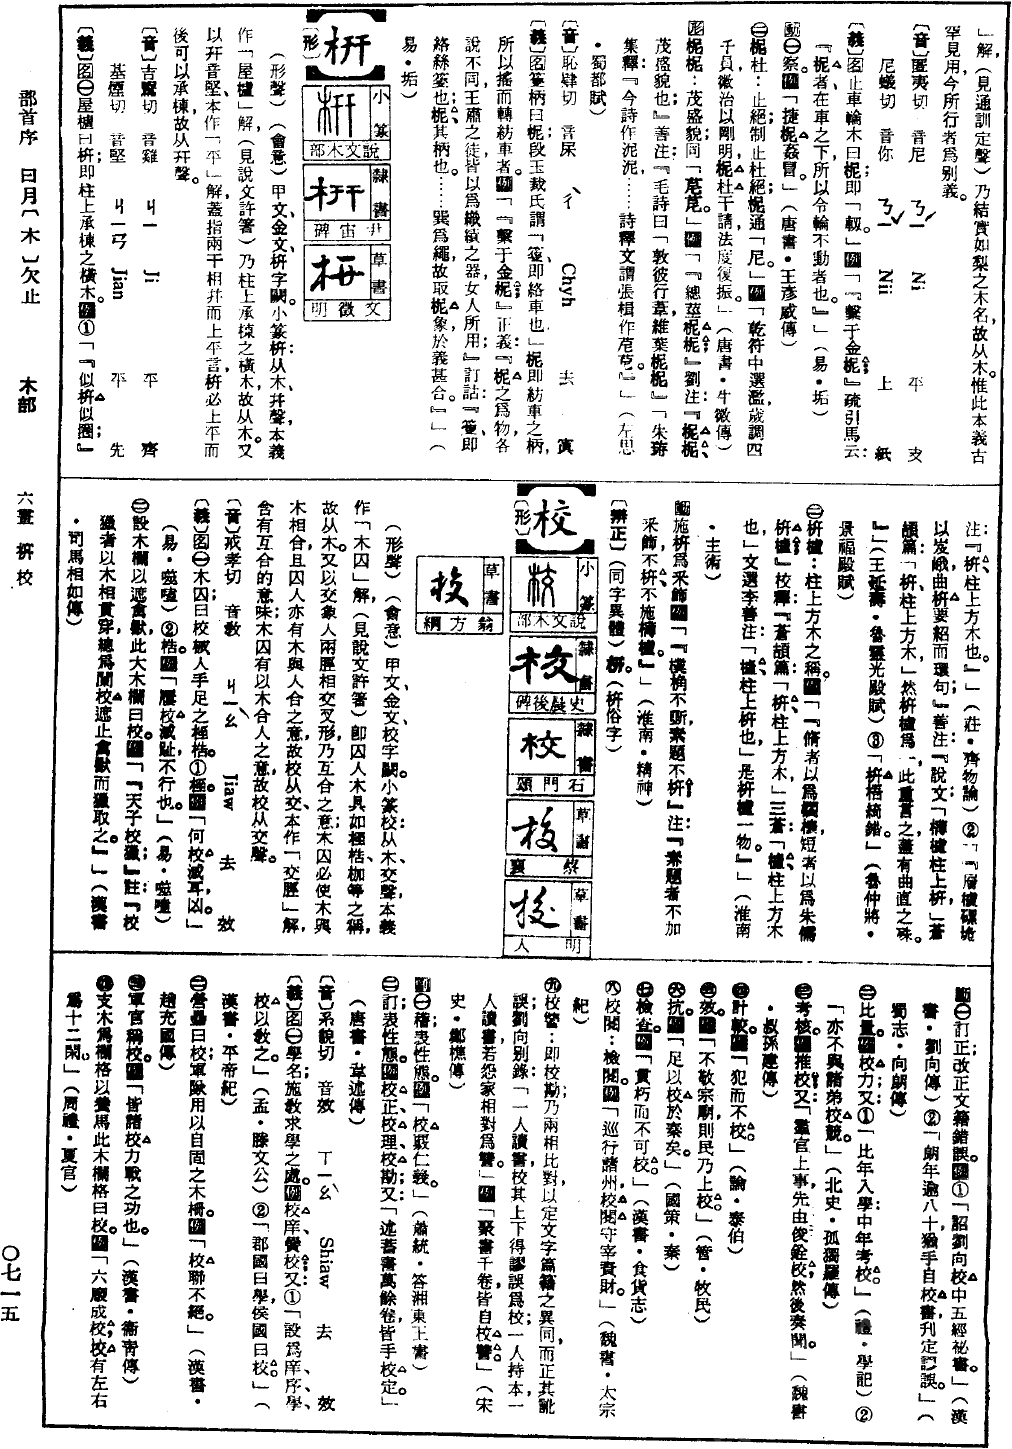 部首序　曰月〔木〕欠止　　木部　　六畫　枅校　　〇七一五
」解，(見通訓定聲)乃結實如梨之木名，故从木。惟此本義古
罕見用，今所行者爲別義。
〔音〕匿夷切　音尼　ㄋㄧˊ　Ni　平　支
尼蟻切　音你　ㄋㄧˇ　Nii　上　紙
〔義〕名㊀止車輪木曰柅，即「軔」。例「『繫于金柅』疏引馬云：
『柅者在車之下，所以令輪不動者也。』」(易・姤)
動㊀察。例「捷柅姦冒。」(唐書・王彥威傳)
㊁柅杜：止絕；制止杜絕；柅通「尼」。例「乾符中選濫，歲調四
千員，徽治以剛明，柅杜干請，法度復振。」(唐書・牛徽傳)
形柅柅：茂盛貌；同「苨苨」。例「『總莖柅柅』劉注：『柅柅、
茂盛貌也。』善注：『毛詩曰「敦彼行葦，維葉柅柅。」』朱珔
集釋：『今詩作泥泥，……詩釋文謂張楫作苨苨。』」(左思
・蜀都賦)
〔音〕恥肄切　音杘　ㄔˋ　Chyh　去　寘
〔義〕名籆柄曰柅；段玉裁氏謂「籆即絡車也」，柅即紡車之柄，
所以搖而轉紡車者。例「『繫于金柅』正義：『柅之爲物，各
說不同，王肅之徒皆以爲織績之器，女人所用。』訂詁：『籆即
絡絲籆也，柅其柄也。……巽爲繩，故取柅象，於義甚合。』」(
易・姤)
枅
〔形〕
小篆　說文木部
隸書　尹宙碑
草書　文徵明
(形聲)(會意)甲文、金文枅字闕。小篆枅：从木，幵聲，本義
作「屋櫨」解，(見說文許箸)乃柱上承棟之橫木，故从木。又
以幵音堅，本作「平」解，蓋指兩干相幵而上平言，枅必上平而
後可以承棟，故从幵聲。
〔音〕吉齎切　音雞　ㄐㄧ　Ji　平　齊
基煙切　音堅　ㄐㄧㄢ　Jian　平　先
〔義〕名㊀屋櫨曰枅；即柱上承棟之橫木。例①「『似枅，似圈』
注：『枅、柱上方木也。』」(莊・齊物論)②「『層櫨磥垝
以岌峨，曲枅要紹而環句』善注：『說文「欂櫨，柱上枅」；蒼
頡篇：「枅、柱上方木」然枅櫨爲一，此重言之，蓋有曲直之殊。
』」(王延壽・魯靈光殿賦)③「枅梧綺錯。」(魯仲將・
景福殿賦)
㊁枅櫨：柱上方木之稱。例「『脩者以爲櫩榱，短者以爲朱儒
枅櫨』校釋：『蒼頡篇：「枅、柱上方木」，三蒼：「櫨、柱上方木
也」，文選李善注：「櫨、柱上枅也」是枅櫨一物。』」(淮南
・主術)
動施枅爲采飾。例「『樸桷不斲，素題不枅』注：『素題者，不加
采飾；不枅，不施欂櫨。』」(淮南・精神)
〔辨正〕(同字異體)枬(枅俗字)
校
〔形〕
小篆　說文木部
隸書　史晨後碑
隸書　石門頌
草書　蔡襄
草書　明人
草書　翁方綱
(形聲)(會意)甲文、金文、校字闕。小篆校：从木，交聲，本義
作「木囚」解，(見說文許箸)卽囚人木具如桎、梏、枷等之稱，
故从木。又以交象人兩脛相交叉形，乃互合之意；木囚必使木與
木相合，且囚人亦有木與人合之意，故校从交。交本作「交脛」解，
含有互合的意味，木囚有以木合人之意，故校从交聲。
〔音〕戒孝切　音敎　ㄐㄧㄠˋ　Jiaw　去　效
〔義〕名㊀木囚曰校，械人手足之桎梏。①桎。例「何校，滅耳，凶。」
(易・噬嗑)②梏。例「屨校滅趾，不行也。」(易・噬嗑)
㊁設木欄以遮禽獸，此大木欄曰校。例「『天子校獵』註：『校
獵者，以木相貫穿，總爲闌校，遮止禽獸而獵取之。』」(漢書
・司馬相如傳)
動㊀訂正；改正文籍錯誤。例①「詔劉向校中五經祕書。」(漢
書・劉向傳)②「朗年逾八十，猶手自校書，刊定謬誤。」(
蜀志・向朗傳)
㊁比量。例校力。又①「比年入學，中年考校。」(禮・學記)②
「亦不與諸弟校競。」(北史・孤獨羅傳)
㊂考核。例推校。又「羣官上事，先由俊銓校，然後奏聞。」(魏書
・叔孫建傳)
㊃計較。例「犯而不校。」(論・泰伯)
㊄效。例「不敬宗廟則民乃上校。」(管・牧民)
㊅抗。例「足以校於秦矣。」(國策・秦)
㊆檢查。例「貫朽而不可校。」(漢書・食貨志)
㊇校閱：檢閱。例「巡行諸州，校閱守宰資財。」(魏書・太宗
紀)
㊈校讐：即校勘；乃兩相比對以定文字篇籍之異同，而正其訛
誤；劉向別錄：「一人讀書，校其上下，得謬誤爲校；一人持本，一
人讀書，若怨家相對爲讐。」例「聚書千卷，皆自校讐。」(宋
史・鄭樵傳)
副㊀穡喪性態。例「校覈仁義。」(蕭統・答湘東王書)
㊁訂喪性態。例校正、校理、校勘；又「述蓄書萬餘卷，皆手校定。」
(唐書・韋述傳)
〔音〕系貌切　音效　ㄒㄧㄠˋ　Shiaw　去　效
〔義〕名㊀學名；施敎求學之處。例校庠、黌校；又①「設爲庠、序、學、
校以敎之。」(孟・滕文公)②「郡國曰學，侯國曰校。」(
漢書・平帝紀)
㊁營壘曰校；軍隊用以自固之木柵。例「校聯不絕。」(漢書・
趙充國傳)
㊂軍官稱校。例「皆諸校力戰之功也。」(漢書・衛靑傳)
㊃支木爲欄格以養馬，此木欄格曰校。例「六廄成校；校有左右
爲十二閑。」(周禮・夏官)